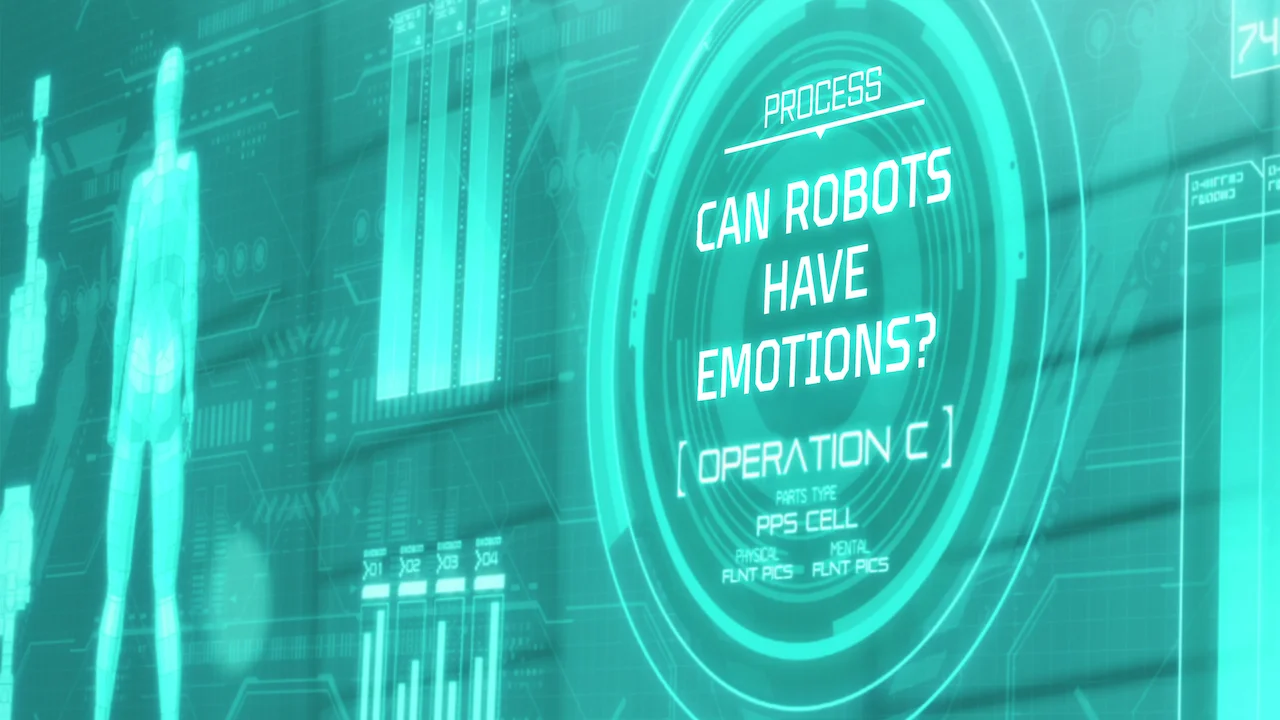 PROCESS
CAN ROBOTS
HAVE
EMOTIONS?
[ OPERATION C ]
PARTS TYPE
PPS CELL
PHYSICAL MENTAL
FLNT PICS FLNT PICS
01 02 03 04
74